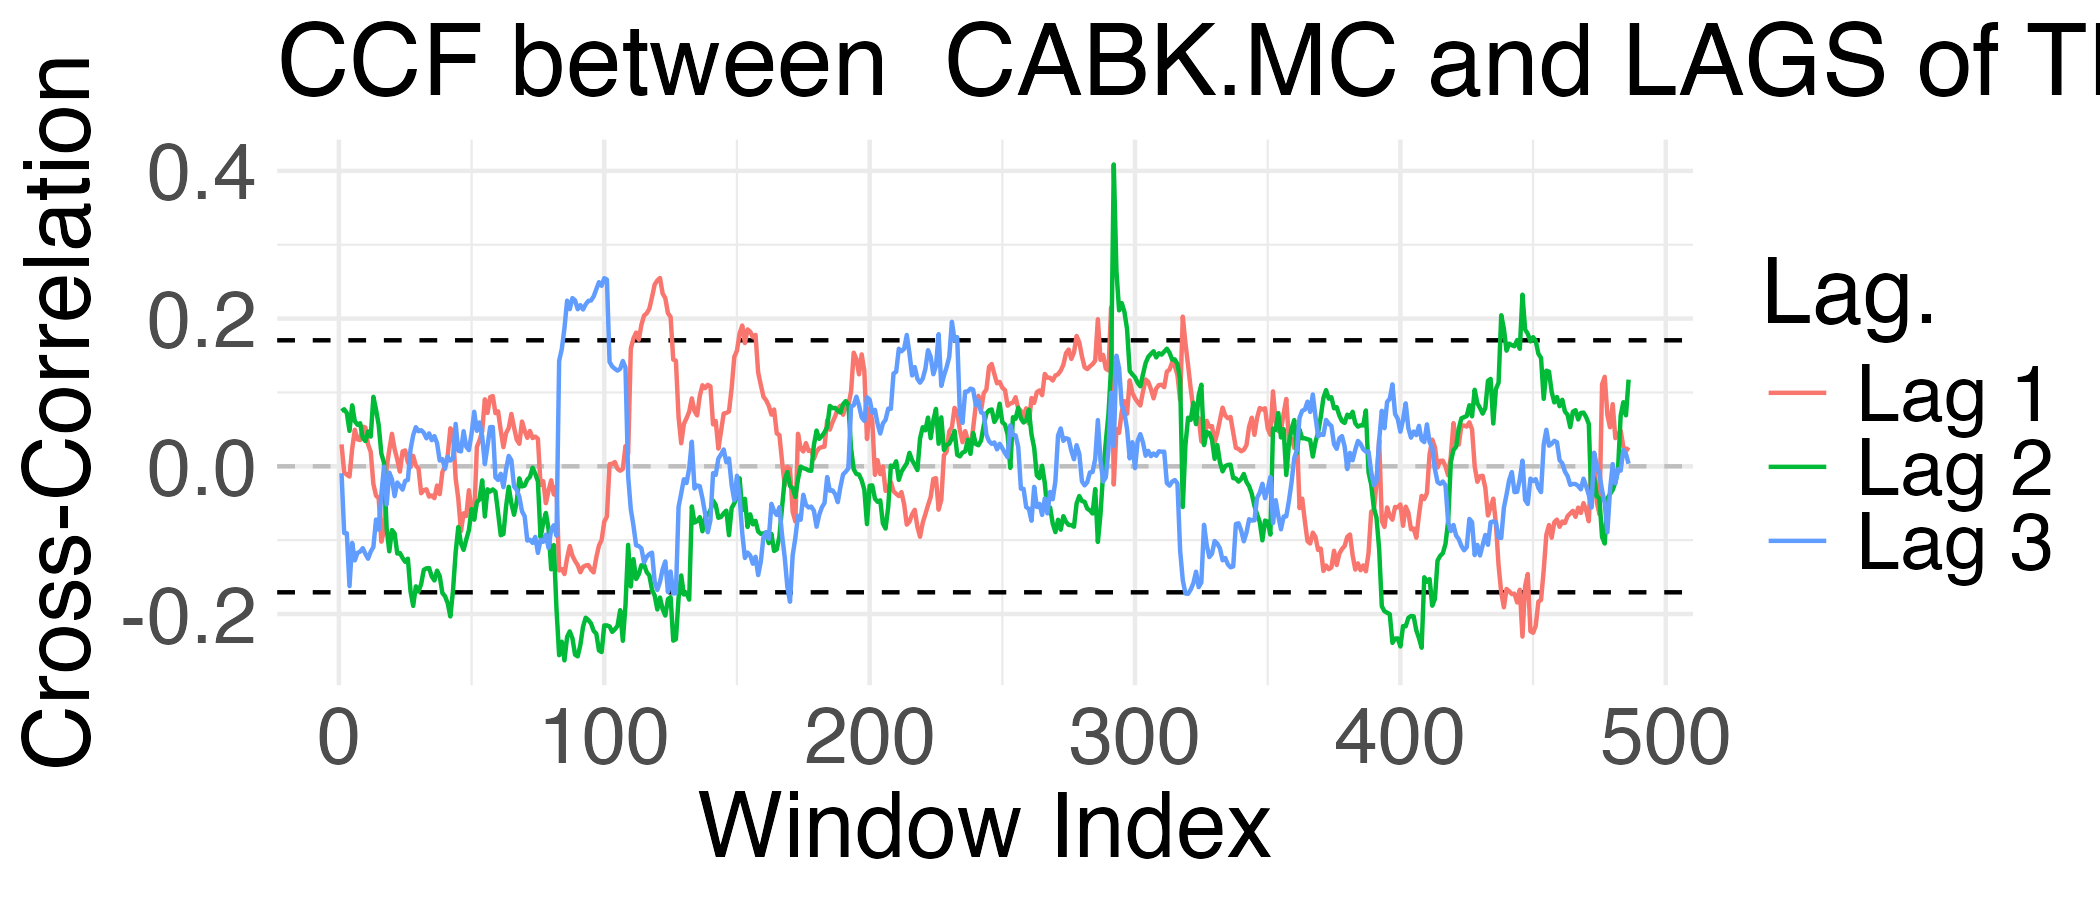 CCF between CABK.MC and LAGS of
Cross-Correlation
0.4
0.2
0.0
-0.2
0 100 200 300 400 500
Window Index
Lag.
Lag 1
Lag 2
Lag 3